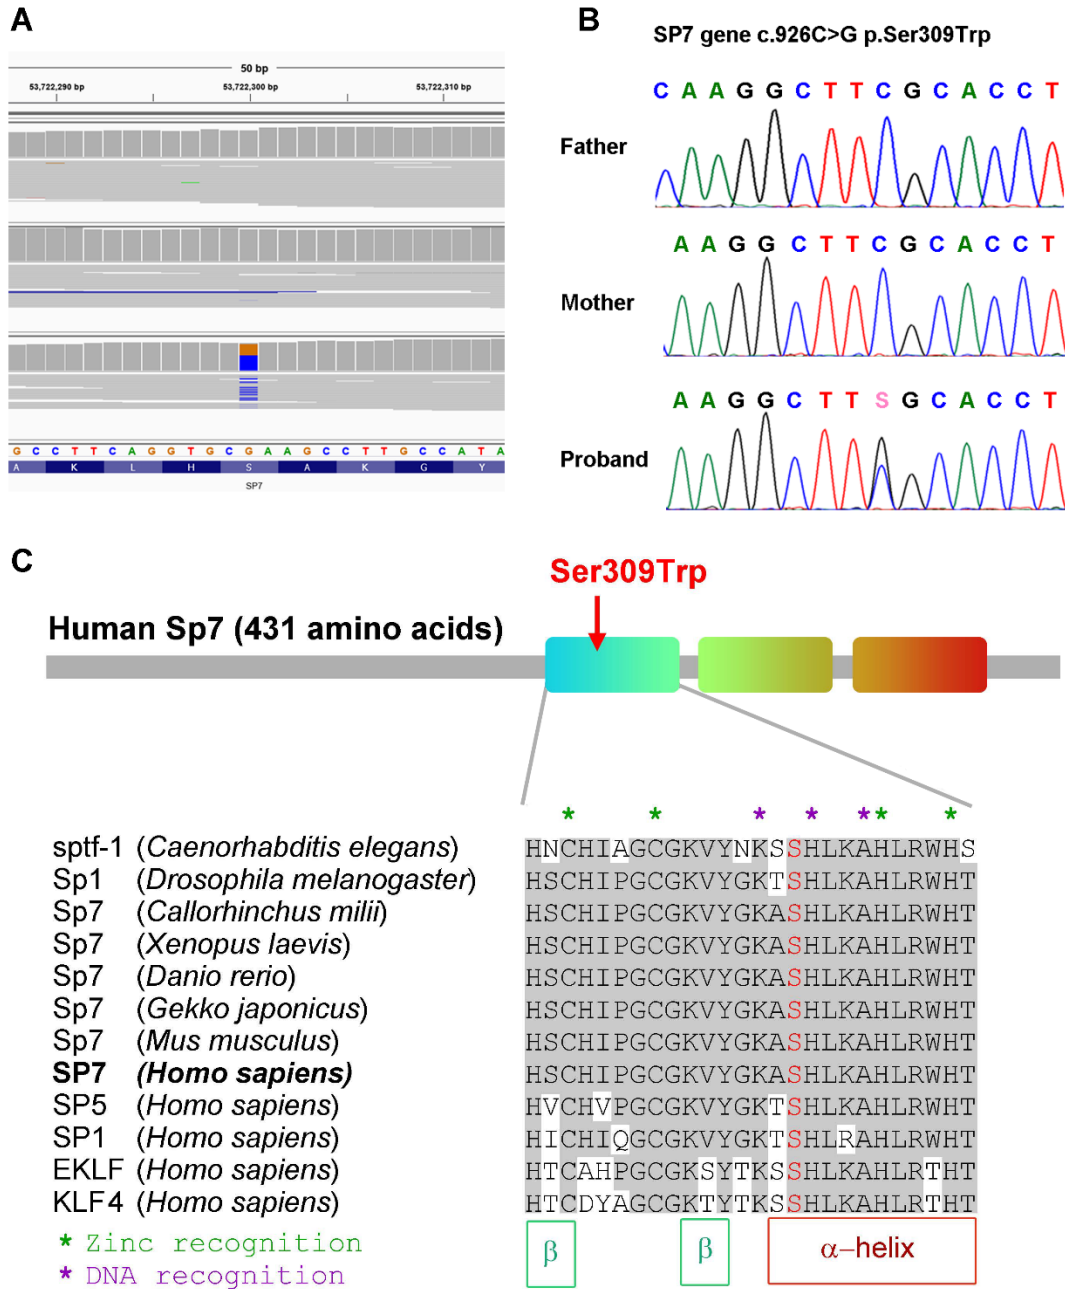 A
50 bp
53,722,290 bp 53,722,300 bp 53,722,310 bp
G C C T T C A G G T G C G A A G C C T T G C C A T A
A K L H S A K G Y
SP7
B
SP7 gene c.926C>G p.Ser309Trp
C A A G G C T T C G C A C C T
Father
A A G G C T T C G C A C C T
Mother
A A G G C T T S G C A C C T
Proband
C
Ser309Trp
Human Sp7 (431 amino acids)
* * * * * * *
sptf-1 (Caenorhabditis elegans) HNCHIAGCGKVYNKSSHLKAHLRWHS
Sp1 (Drosophila melanogaster) HSCHIPGCGKVYGKTSHLKAHLRWHT
Sp7 (Callorhinchus milii) HSCHIPGCGKVYGKASHLKAHLRWHT
Sp7 (Xenopus laevis) HSCHIPGCGKVYGKASHLKAHLRWHT
Sp7 (Danio rerio) HSCHIPGCGKVYGKASHLKAHLRWHT
Sp7 (Gekko japonicus) HSCHIPGCGKVYGKASHLKAHLRWHT
Sp7 (Mus musculus) HSCHIPGCGKVYGKASHLKAHLRWHT
SP7 (Homo sapiens) HSCHIPGCGKVYGKASHLKAHLRWHT
SP5 (Homo sapiens) HVCHVPGCGKVYGKTSHLKAHLRWHT
SP1 (Homo sapiens) HICHIQGCGKVYGKTSHLRAHLRWHT
EKLF (Homo sapiens) HTCAHPGCGKSYTKSSHLKAHLRTHT
KLF4 (Homo sapiens) HTCDYAGCGKTYTKSSHLKAHLRTHT
* Zinc recognition
* DNA recognition
β β α-helix